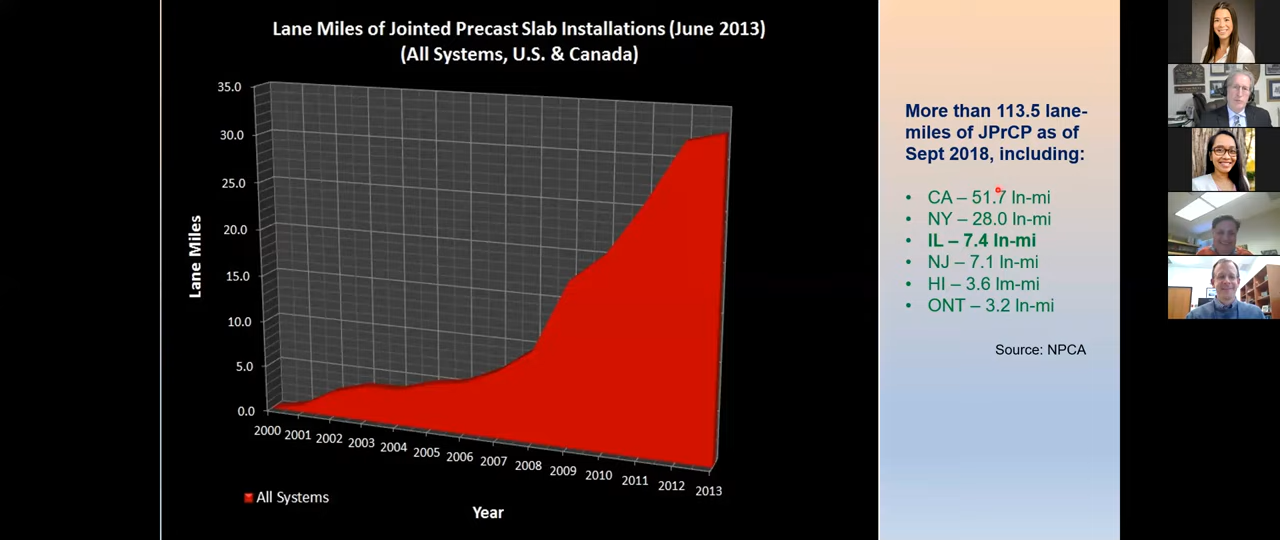 Lane Miles of Jointed Precast Slab Installations (June 2013)
(All Systems, U.S. & Canada)
35.0
30.0
25.0
20.0
15.0
10.0
5.0
0.0
Lane Miles
2000 2001 2002 2003 2004 2005 2006 2007 2008 2009 2010 2011 2012 2013
All Systems
Year
More than 113.5 lane-
miles of JPrCP as of
Sept 2018, including:
• CA – 51.7 ln-mi
• NY – 28.0 ln-mi
• IL – 7.4 ln-mi
• NJ – 7.1 ln-mi
• HI – 3.6 lm-mi
• ONT – 3.2 ln-mi
Source: NPCA